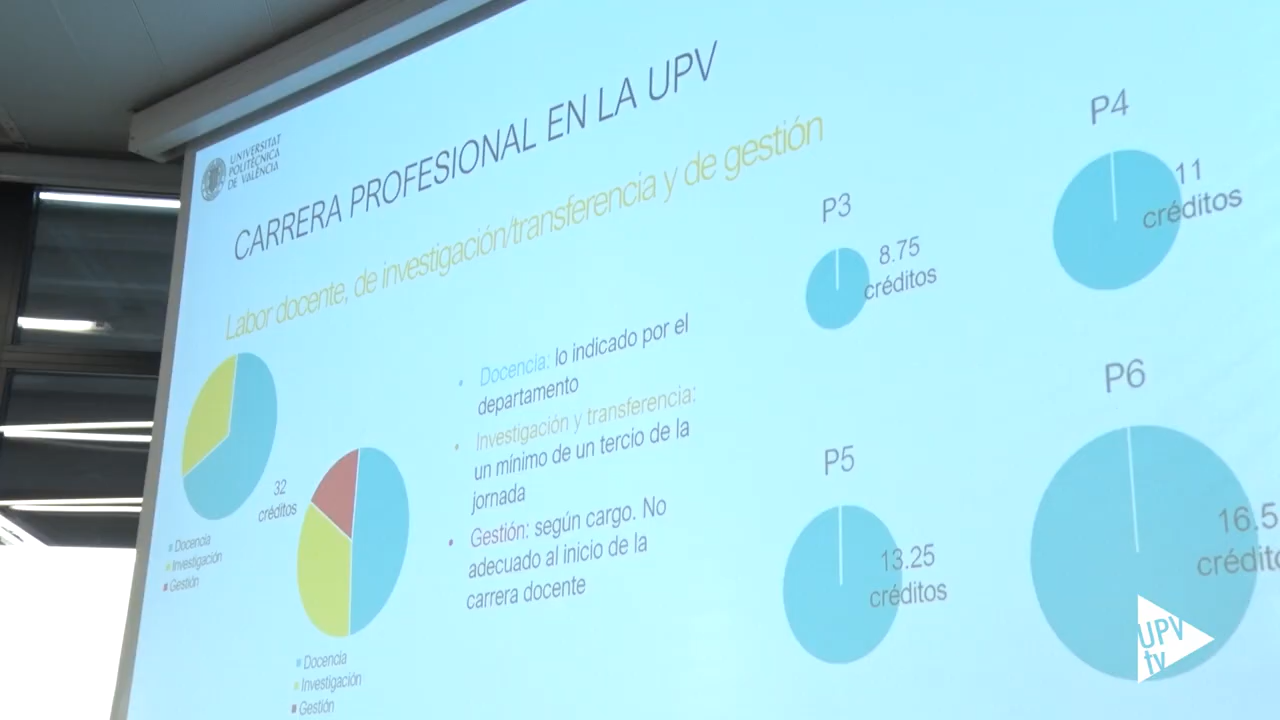 UNIVERSITAT
POLITÈCNICA
DE VALÈNCIA
CARRERA PROFESIONAL EN LA UPV
Labor docente, de investigación/transferencia y de gestión
32
créditos
Docencia
Investigación
Gestión
Docencia
Investigación
Gestión
Docencia: lo indicado por el
departamento
Investigación y transferencia:
un mínimo de un tercio de la
jornada
Gestión: según cargo. No
adecuado al inicio de la
carrera docente
P3
8.75
créditos
P4
11
créditos
P5
13.25
créditos
P6
16.5
crédito
UPV
tv